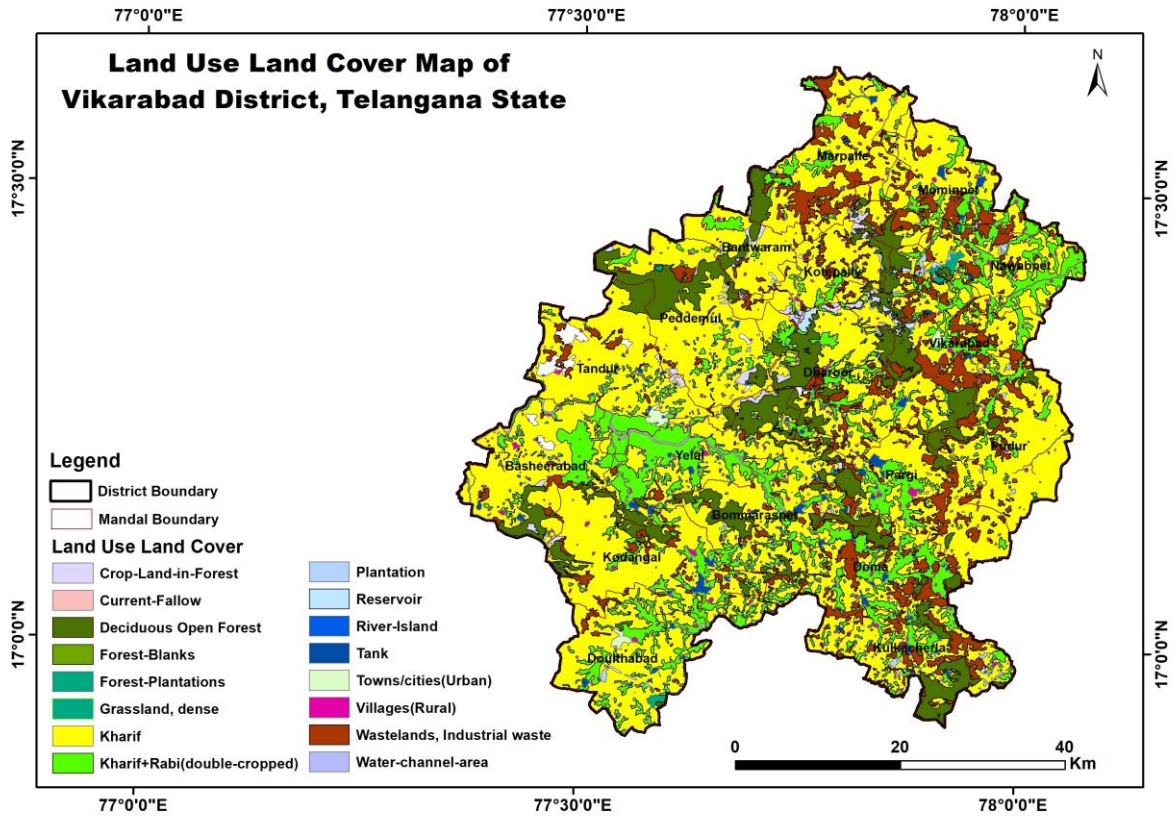 77°0'0"E
77°30'0"E
78°0'0"E
Land Use Land Cover Map of
Vikarabad District, Telangana State
N
17°30'0"N
17°30'0"N
Marpalle
Mominpet
Bantwaram
Kotepally
Nawabpet
Peddemul
Vikarabad
Tandur
Dharoor
Pudur
Yelal
Basheerabad
Pargi
Bommaraspet
Kodangal
Doma
Kulkacherla
Doulthabad
17°0'0"N
17°0'0"N
Legend
District Boundary
Mandal Boundary
Land Use Land Cover
Crop-Land-in-Forest
Current-Fallow
Deciduous Open Forest
Forest-Blanks
Forest-Plantations
Grassland, dense
Kharif
Kharif+Rabi(double-cropped)
Plantation
Reservoir
River-Island
Tank
Towns/cities(Urban)
Villages(Rural)
Wastelands, Industrial waste
Water-channel-area
0 20 40
Km
77°0'0"E
77°30'0"E
78°0'0"E